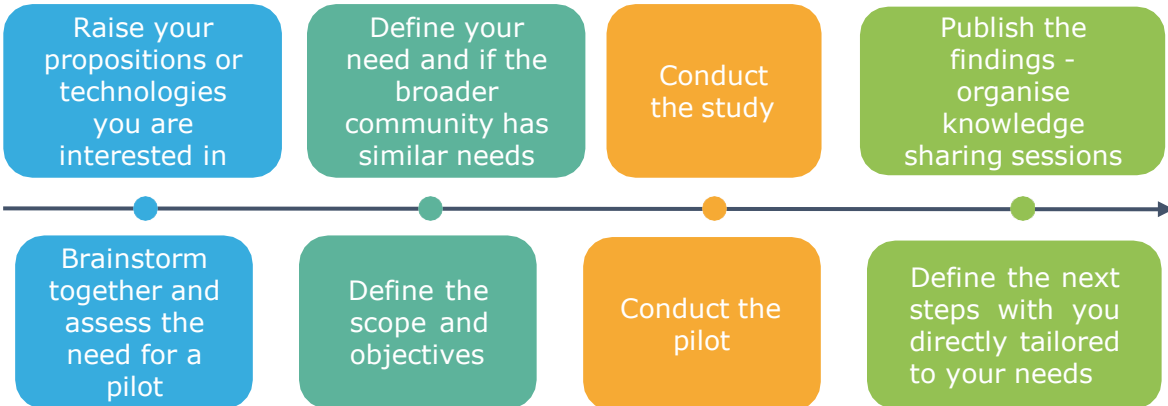 Raise your
propositions or
technologies
you are
interested in
Define your
need and if the
broader
community has
similar needs
Conduct
the study
Publish the
findings -
organise
knowledge
sharing sessions
Brainstorm
together and
assess the
need for a
pilot
Define the
scope and
objectives
Conduct the
pilot
Define the next
steps with you
directly tailored
to your needs